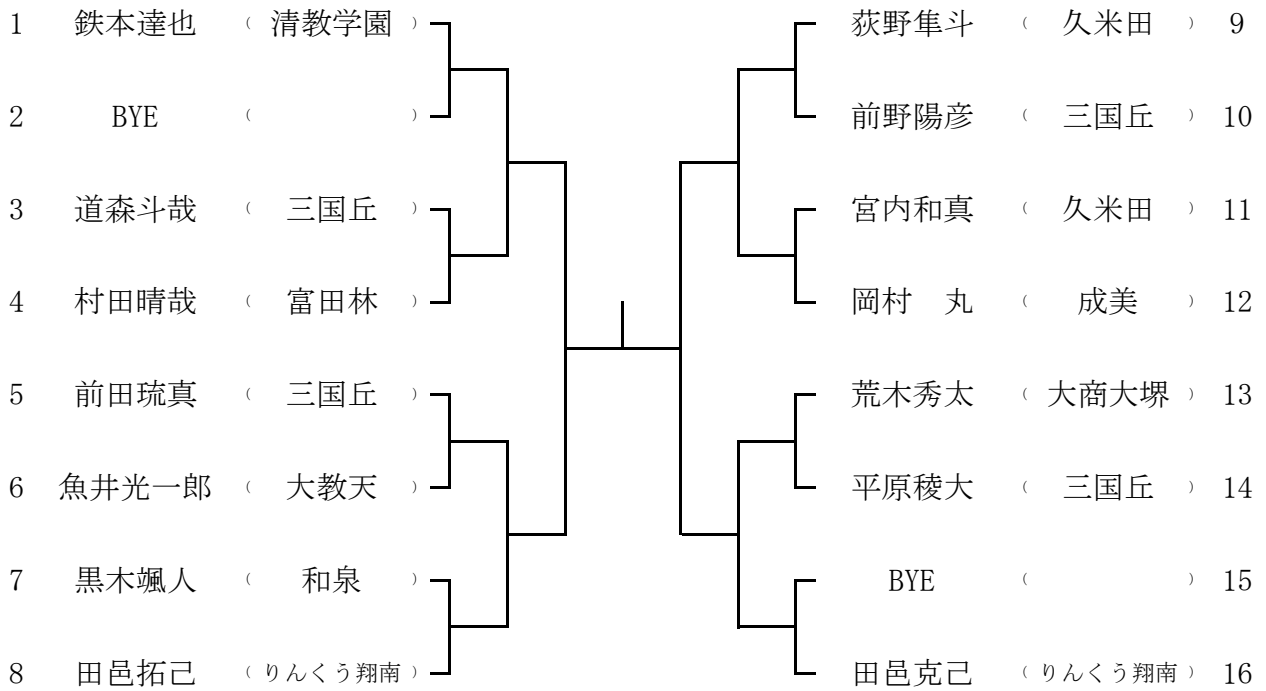 1 鉄本達也 （ 清教学園 ） 荻野隼斗 （ 久米田 ） 9
2 BYE （ ） 前野陽彦 （ 三国丘 ） 10
3 道森斗哉 （ 三国丘 ） 宮内和真 （ 久米田 ） 11
4 村田晴哉 （ 富田林 ） 岡村　丸 （ 成美 ） 12
5 前田琉真 （ 三国丘 ） 荒木秀太 （ 大商大堺 ） 13
6 魚井光一郎 （ 大教天 ） 平原稜大 （ 三国丘 ） 14
7 黒木颯人 （ 和泉 ） BYE （ ） 15
8 田邑拓己 （ りんくう翔南 ） 田邑克己 （ りんくう翔南 ） 16